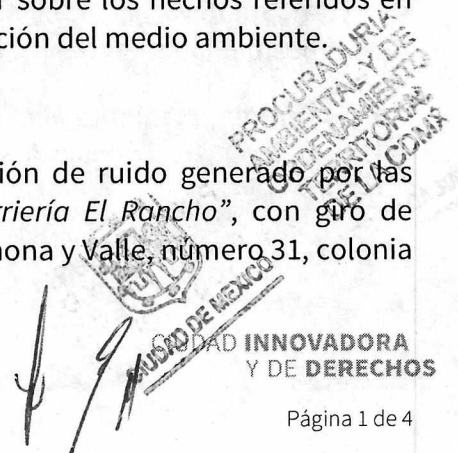 sobre los hechos referidos en
ción del medio ambiente.
PROCURADURIA
AMBIENTAL Y DE
ORDENAMIENTO
TERRITORIAL
DE LA CDMX
ión de ruido generado por las
rriería El Rancho”, con giro de
nona y Valle, número 31, colonia
CIUDAD DE MEXICO
CIUDAD INNOVADORA
Y DE DERECHOS
Página 1 de 4